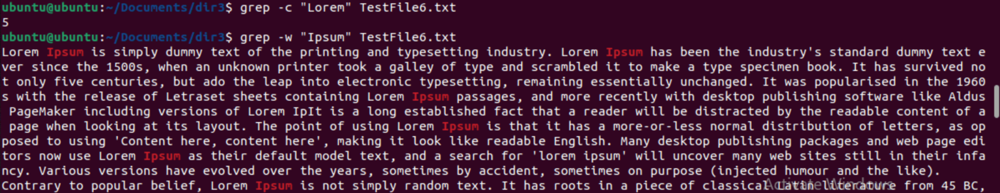 ubuntu@ubuntu:~/Documents/dir3$ grep -c "Lorem" TestFile6.txt
5
ubuntu@ubuntu:~/Documents/dir3$ grep -w "Ipsum" TestFile6.txt
Lorem Ipsum is simply dummy text of the printing and typesetting industry. Lorem Ipsum has been the industry's standard dummy text e
ver since the 1500s, when an unknown printer took a galley of type and scrambled it to make a type specimen book. It has survived no
t only five centuries, but ado the leap into electronic typesetting, remaining essentially unchanged. It was popularised in the 1960
s with the release of Letraset sheets containing Lorem Ipsum passages, and more recently with desktop publishing software like Aldus
 PageMaker including versions of Lorem IpIt is a long established fact that a reader will be distracted by the readable content of a
 page when looking at its layout. The point of using Lorem Ipsum is that it has a more-or-less normal distribution of letters, as op
posed to using 'Content here, content here', making it look like readable English. Many desktop publishing packages and web page edi
tors now use Lorem Ipsum as their default model text, and a search for 'lorem ipsum' will uncover many web sites still in their infa
ncy. Various versions have evolved over the years, sometimes by accident, sometimes on purpose (injected humour and the like).
Contrary to popular belief, Lorem Ipsum is not simply random text. It has roots in a piece of classical Latin literature from 45 BC,
Activate Windows